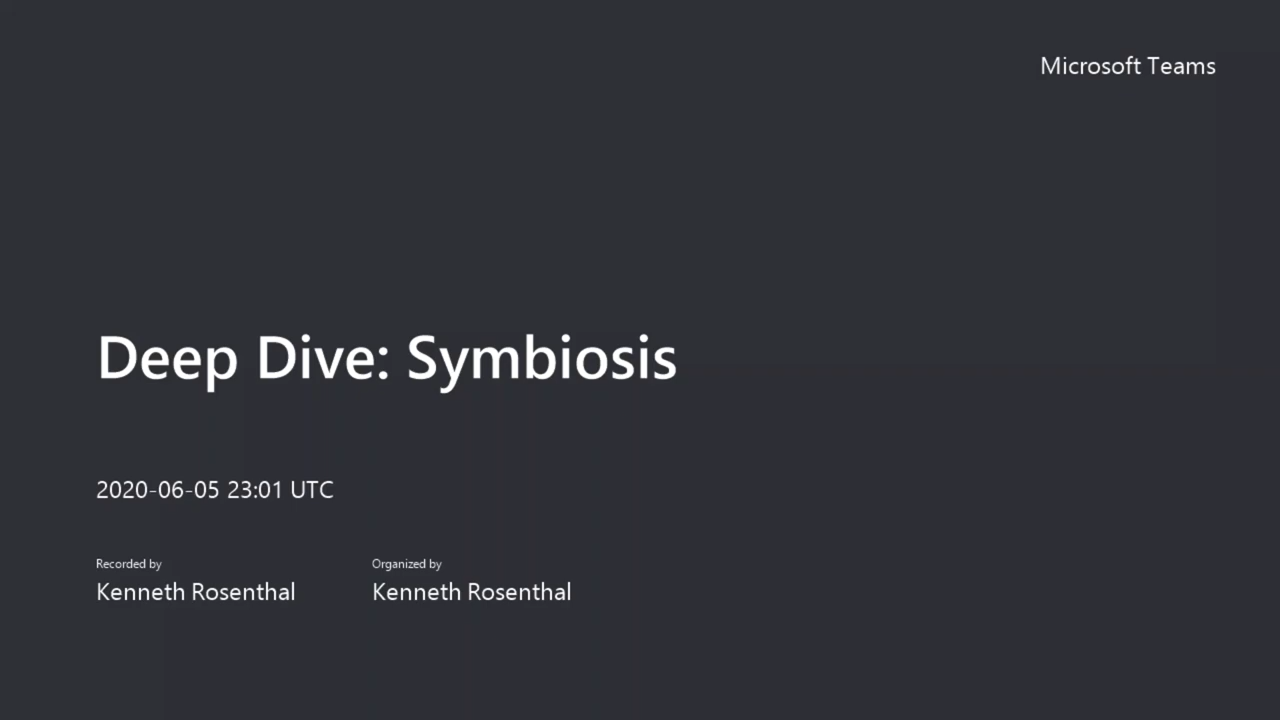 Microsoft Teams
Deep Dive: Symbiosis
2020-06-05 23:01 UTC
Recorded by
Kenneth Rosenthal
Organized by
Kenneth Rosenthal